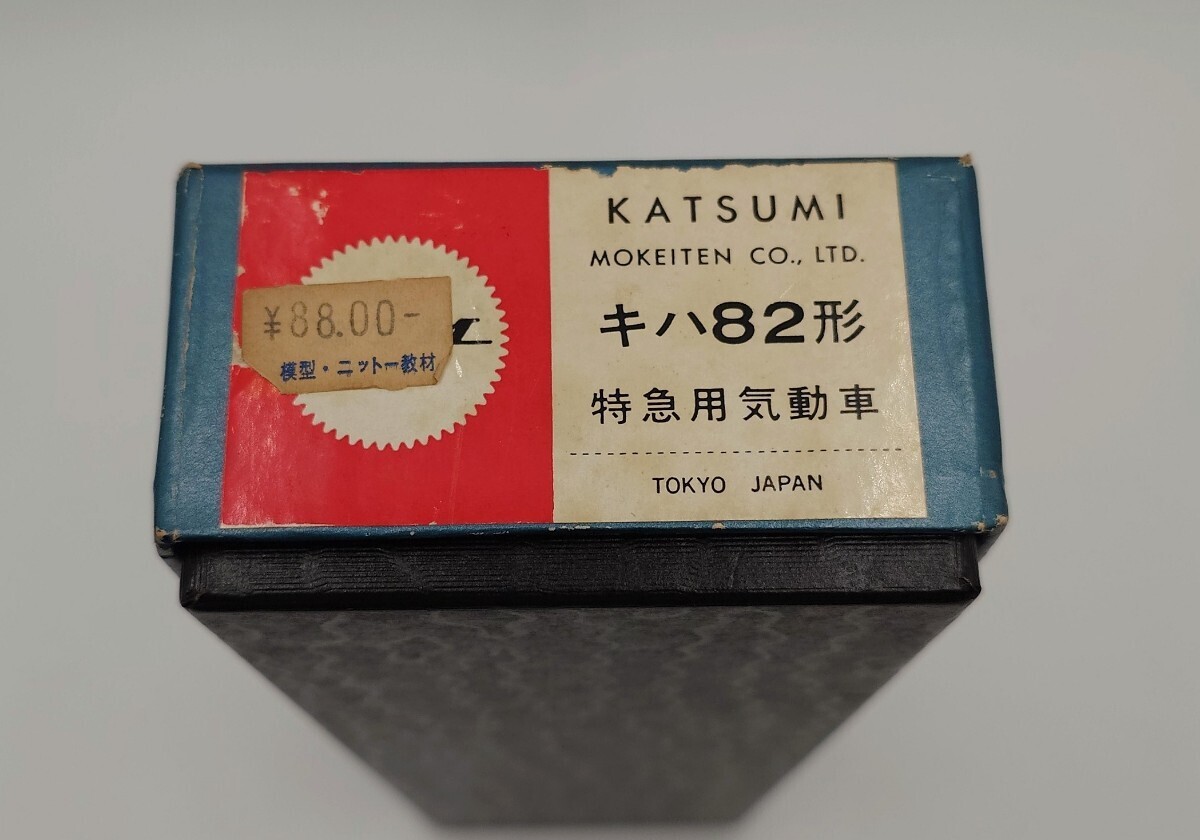 ¥88.00-
模型・ニットー教材
KATSUMI
MOKEITEN CO., LTD.
キハ82形
特急用気動車
TOKYO JAPAN